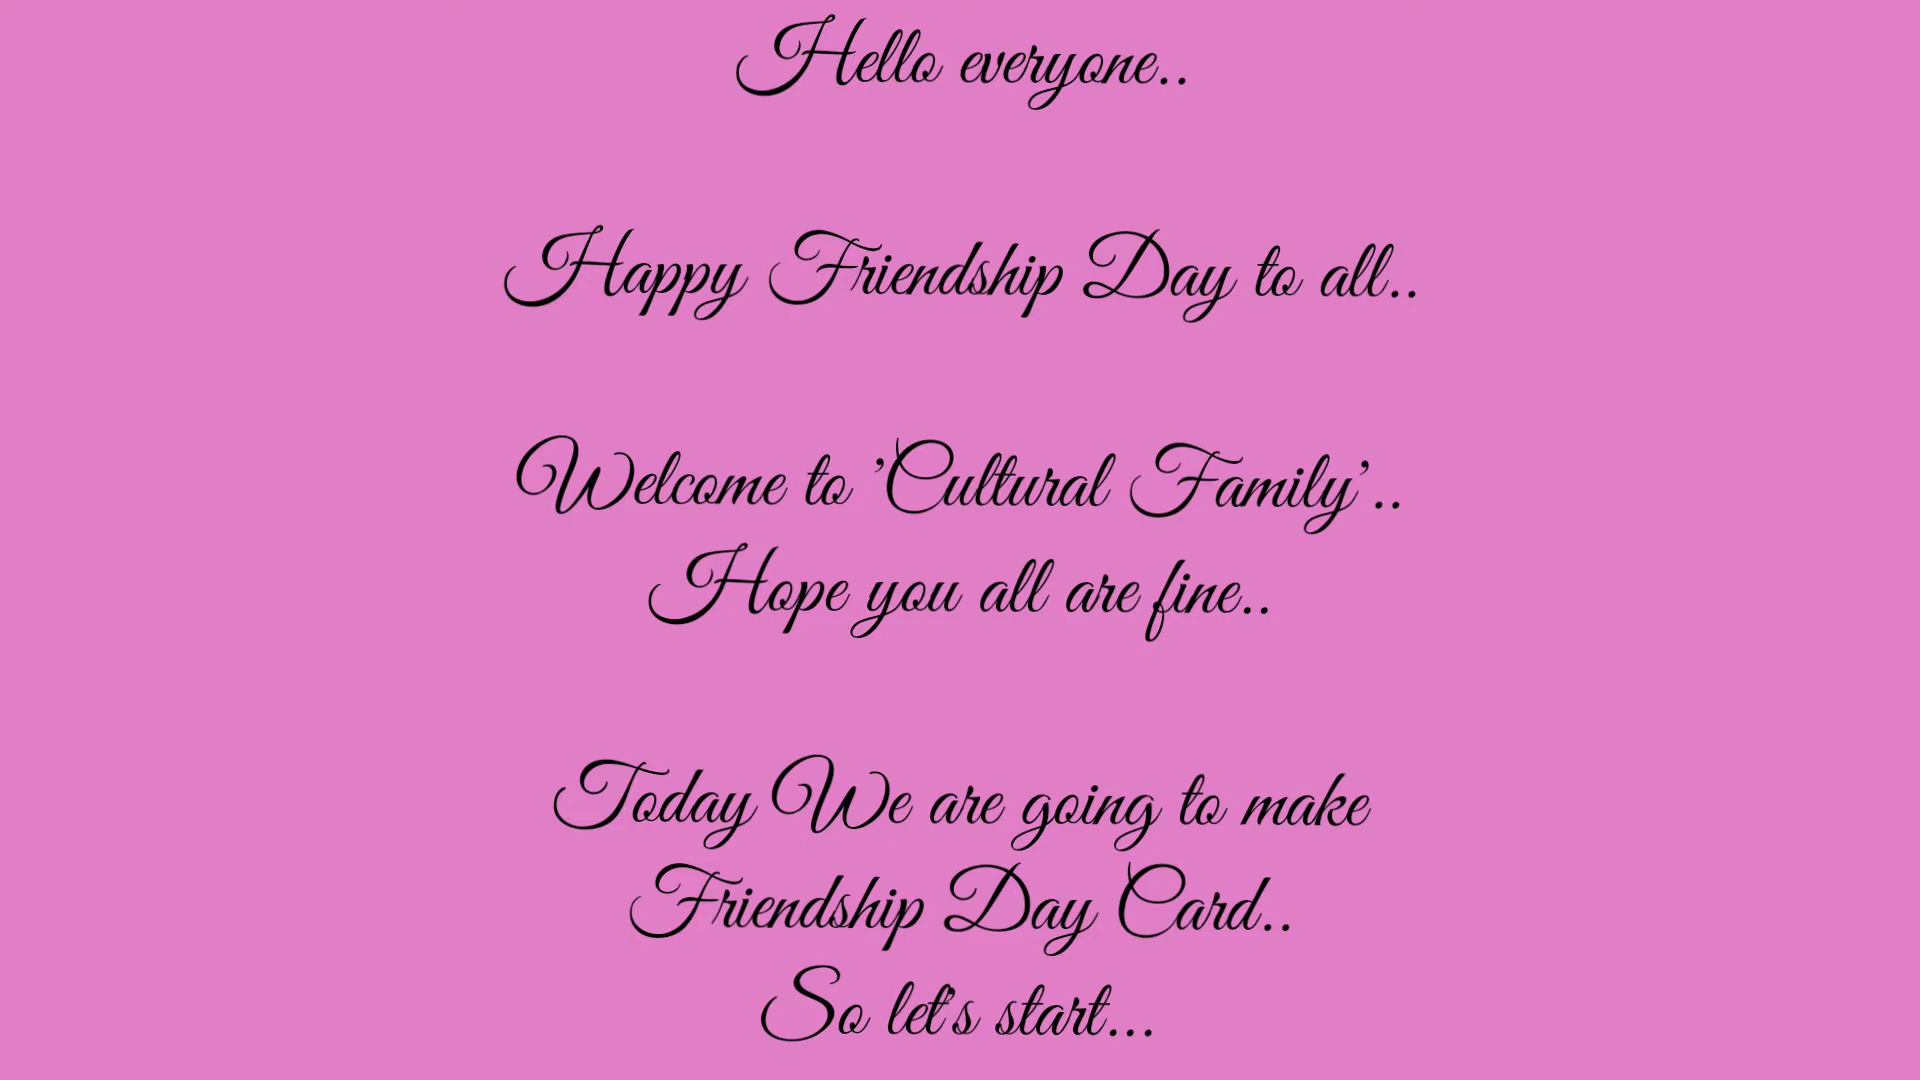 Hello everyone..
Happy Friendship Day to all..
Welcome to 'Cultural Family'..
Hope you all are fine..
Today We are going to make
Friendship Day Card..
So let's start...